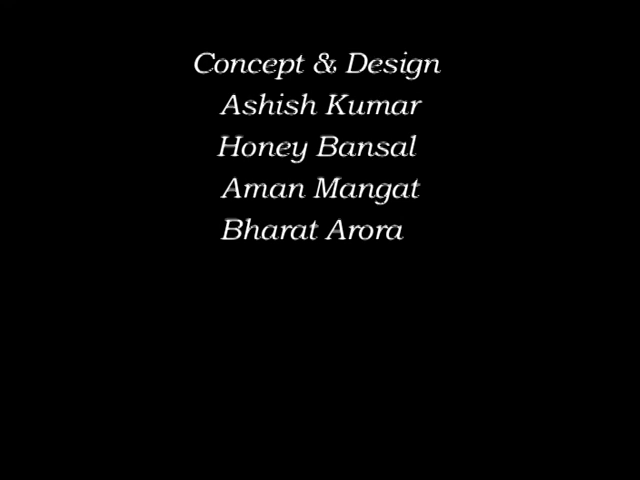 Concept & Design
Ashish Kumar
Honey Bansal
Aman Mangat
Bharat Arora